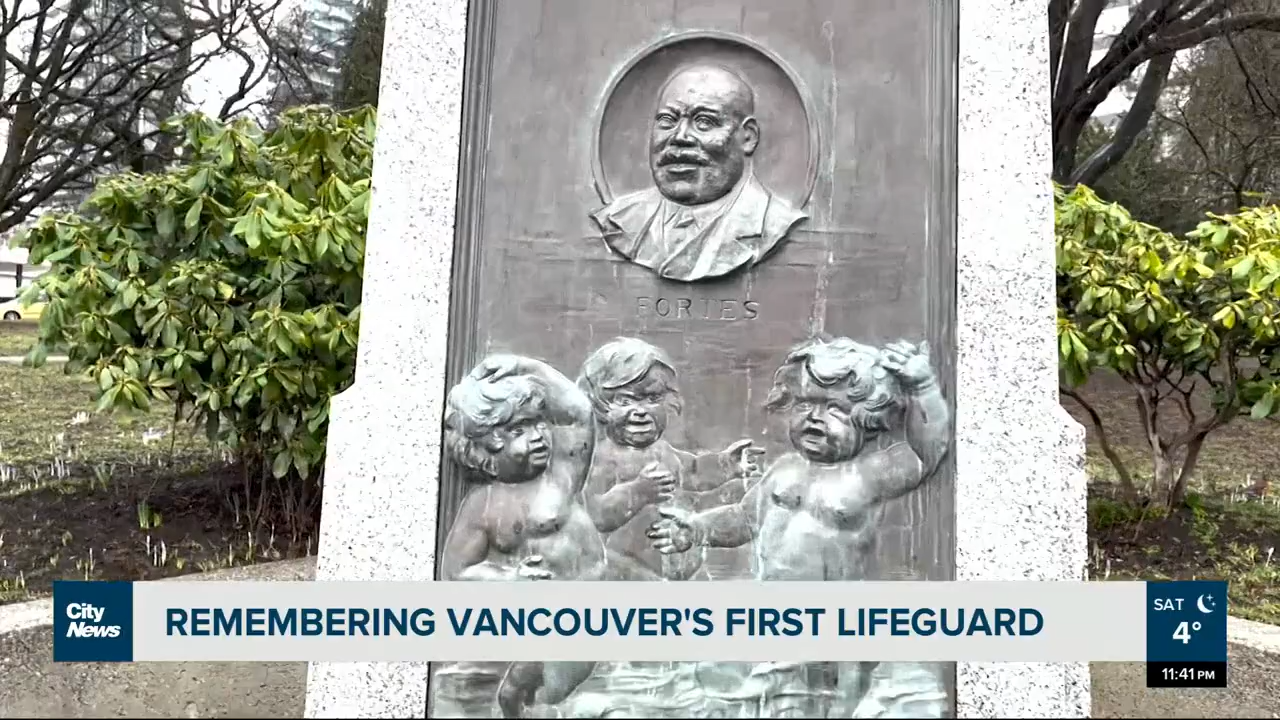 FORTES
City
News
REMEMBERING VANCOUVER'S FIRST LIFEGUARD
SAT
4°
11:41 PM